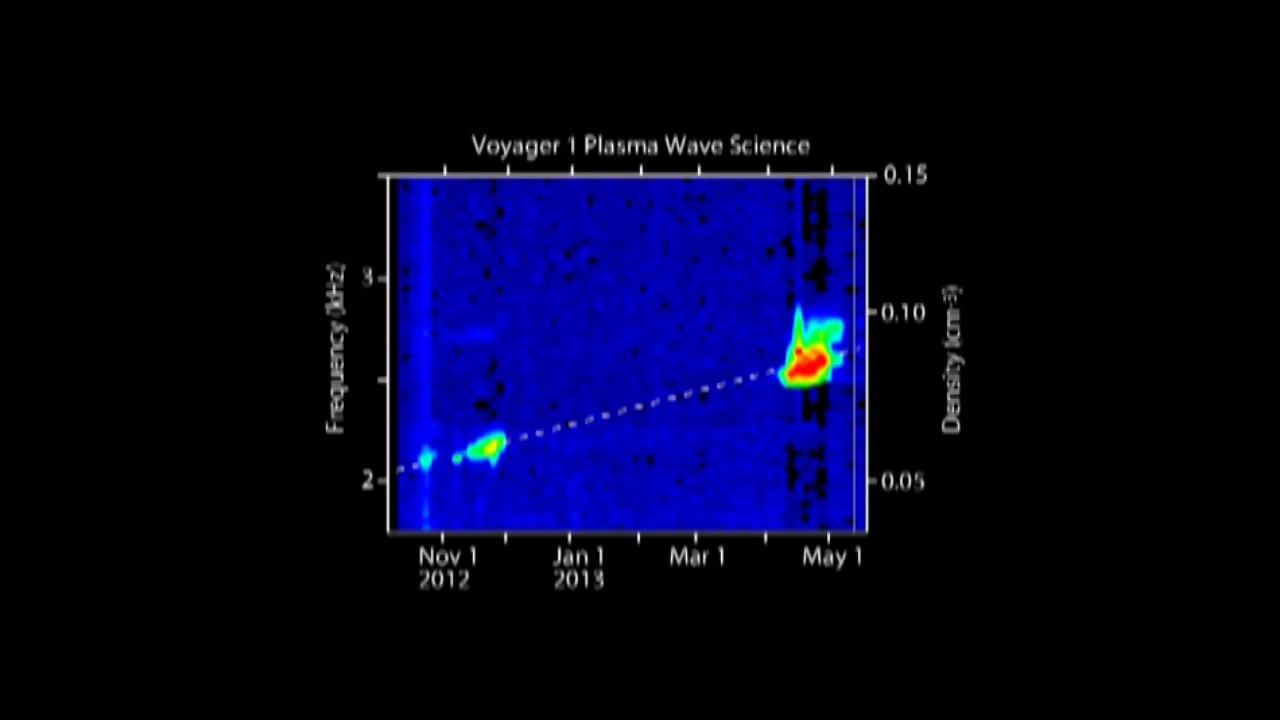 Voyager 1 Plasma Wave Science
Frequency (kHz)
3
2
0.15
0.10
0.05
Density (cm⁻³)
Nov 1
2012
Jan 1
2013
Mar 1
May 1